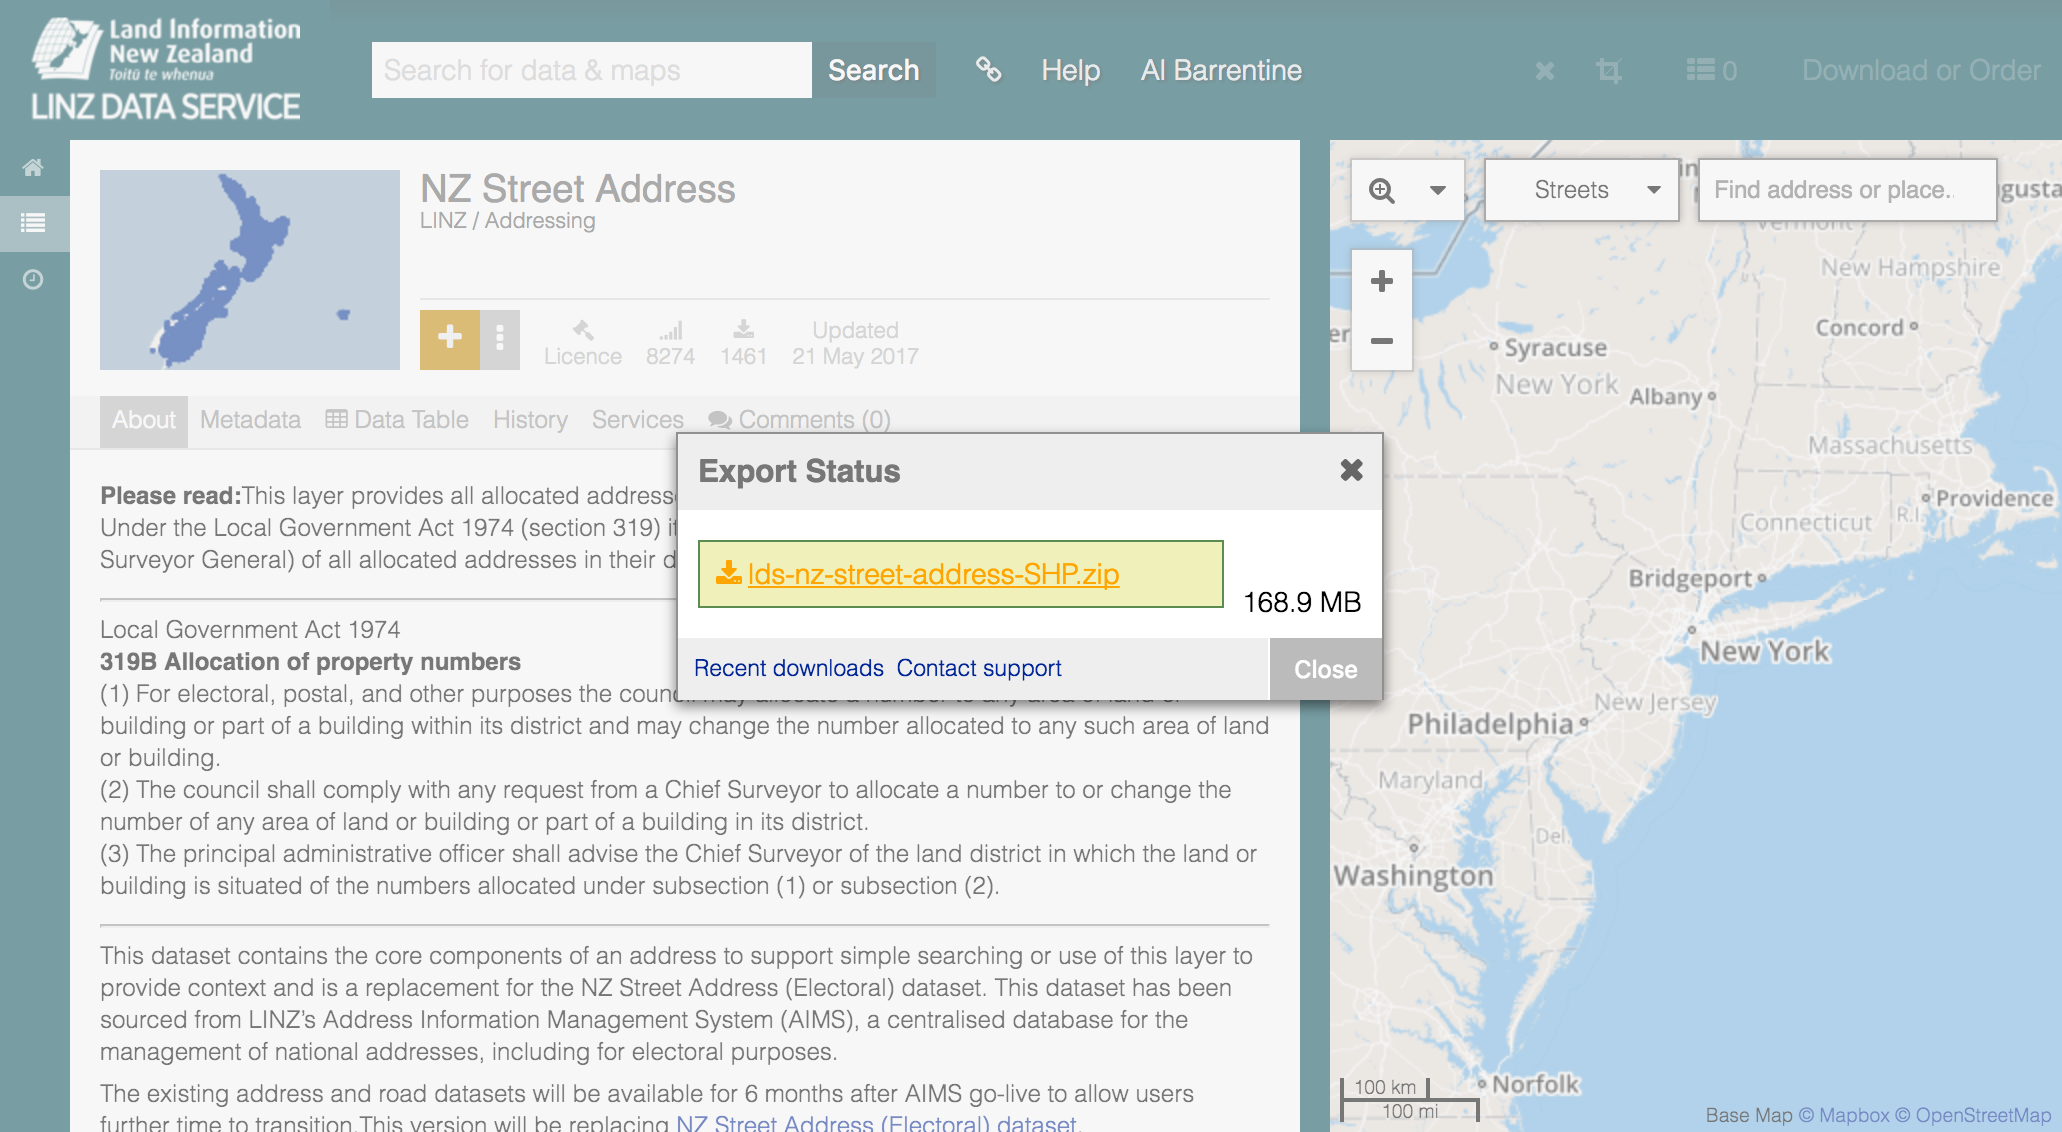 Land Information
New Zealand
Toitū te whenua
LINZ DATA SERVICE
Search for data & maps
Search
Help
Al Barrentine
0
Download or Order
NZ Street Address
LINZ / Addressing
Licence
8274
1461
Updated
21 May 2017
About
Metadata
Data Table
History
Services
Comments (0)
Please read:This layer provides all allocated
Under the Local Government Act 1974 (section 319)
Surveyor General) of all allocated addresses in their
Local Government Act 1974
319B Allocation of property numbers
(1) For electoral, postal, and other purposes the
building or part of a building within its district and may change the number allocated to any such area of land
or building.
(2) The council shall comply with any request from a Chief Surveyor to allocate a number to or change the
number of any area of land or building or part of a building in its district.
(3) The principal administrative officer shall advise the Chief Surveyor of the land district in which the land or
building is situated of the numbers allocated under subsection (1) or subsection (2).
This dataset contains the core components of an address to support simple searching or use of this layer to
provide context and is a replacement for the NZ Street Address (Electoral) dataset. This dataset has been
sourced from LINZ's Address Information Management System (AIMS), a centralised database for the
management of national addresses, including for electoral purposes.
The existing address and road datasets will be available for 6 months after AIMS go-live to allow users
further time to transition.This version will be replacing NZ Street Address (Electoral) dataset.
Export Status
lds-nz-street-address-SHP.zip
168.9 MB
Recent downloads
Contact support
Close
Streets
Find address or place..
gusta
Vermont
New Hampshire
Concord
Syracuse
New York
Albany
Massachusetts
Providence
Connecticut
R.I.
Bridgeport
New York
New Jersey
Philadelphia
Maryland
Del.
Washington
Norfolk
100 km
100 mi
Base Map © Mapbox © OpenStreetMap